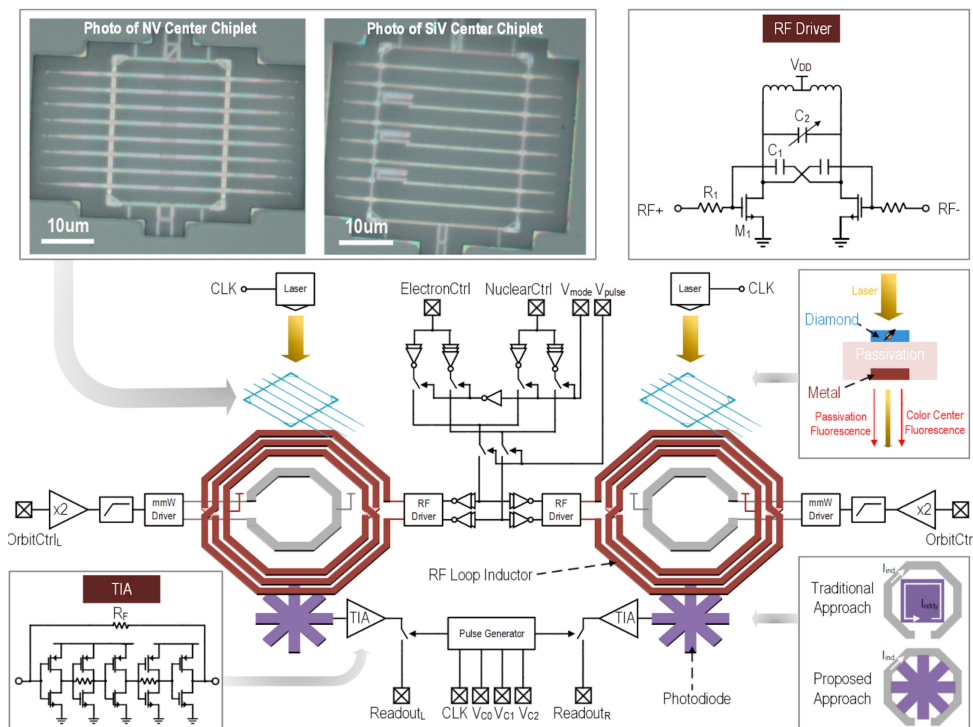 Photo of NV Center Chiplet
10um
Photo of SiV Center Chiplet
10um
RF Driver
VDD
C2
C1
R1
RF+
M1
RF-
CLK
Laser
ElectronCtrl
NuclearCtrl
Vmode
Vpulse
Laser
CLK
Laser
Diamond
Passivation
Metal
Passivation
Fluorescence
Color Center
Fluorescence
OrbitCtrlL
x2
mmW
Driver
RF
Driver
RF
Driver
mmW
Driver
x2
OrbitCtr
RF Loop Inductor
TIA
RF
TIA
Pulse Generator
TIA
ReadoutL
CLK
VC0
VC1
VC2
ReadoutR
Photodiode
Traditional
Approach
Iind.
Ieddy
Proposed
Approach
Iind.